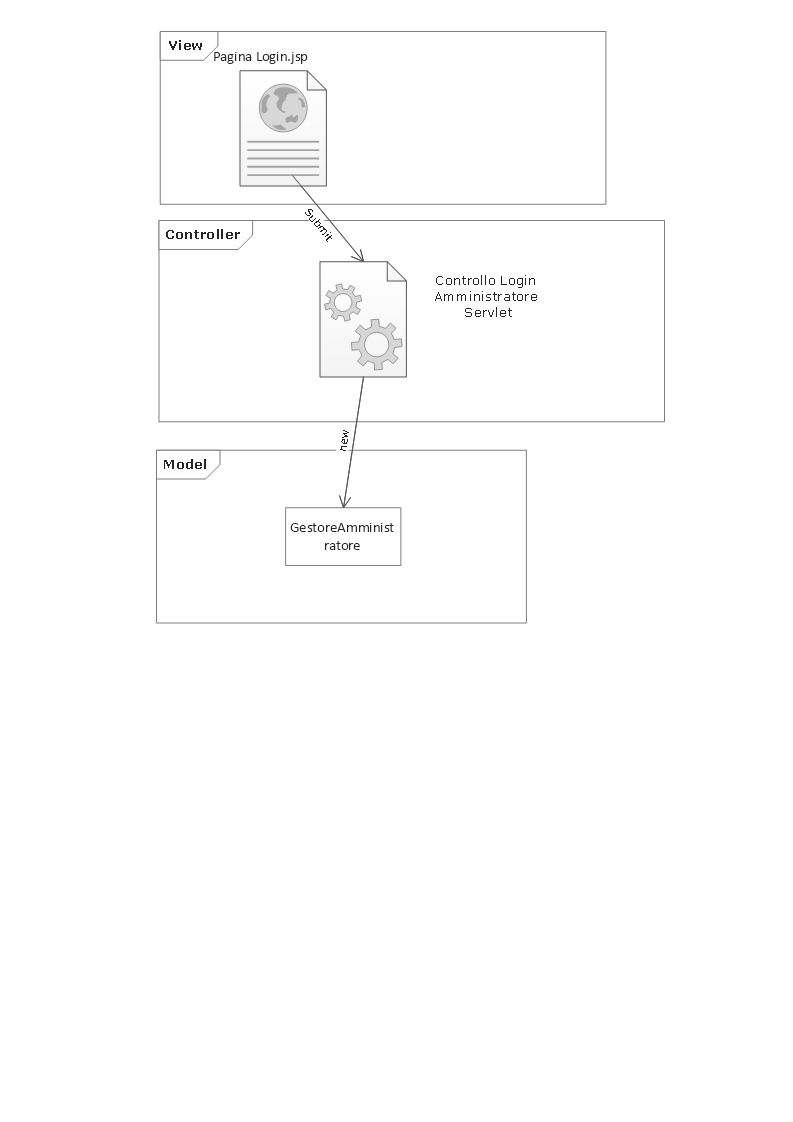 View
Pagina Login.jsp
Submit
Controller
Controllo Login
Amministratore
Servlet
new
Model
GestoreAmminist
ratore